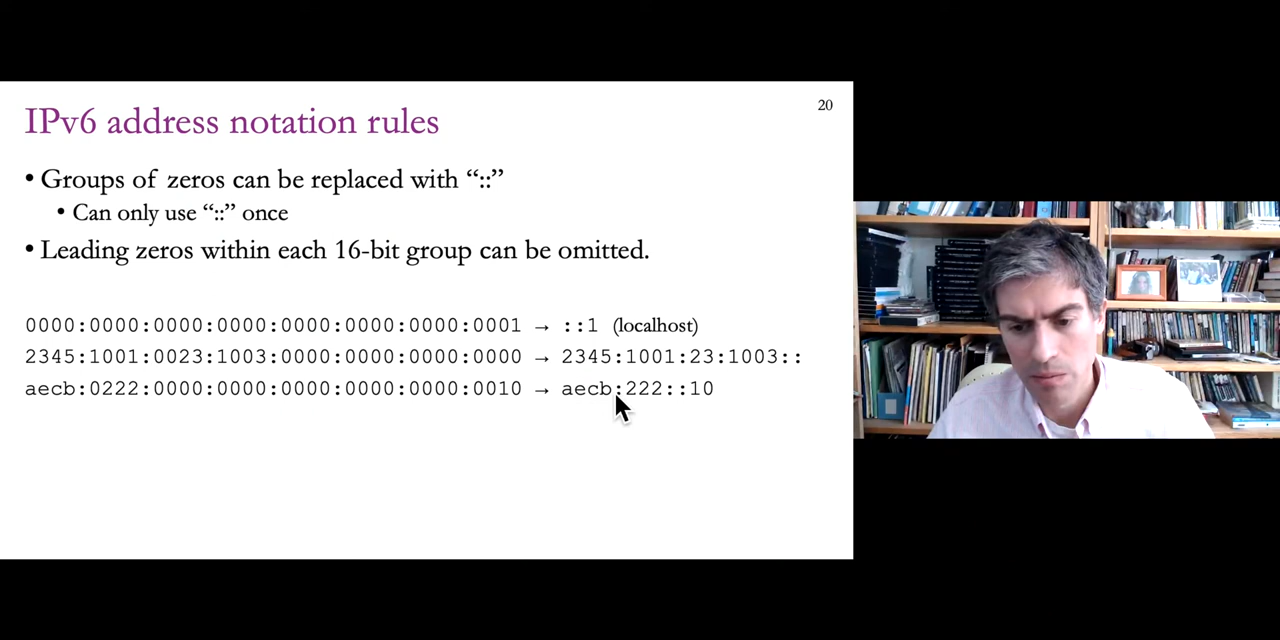 20
IPv6 address notation rules
• Groups of zeros can be replaced with “::”
• Can only use “::” once
• Leading zeros within each 16-bit group can be omitted.
0000:0000:0000:0000:0000:0000:0000:0001 → ::1 (localhost)
2345:1001:0023:1003:0000:0000:0000:0000 → 2345:1001:23:1003::
aecb:0222:0000:0000:0000:0000:0000:0010 → aecb:222::10